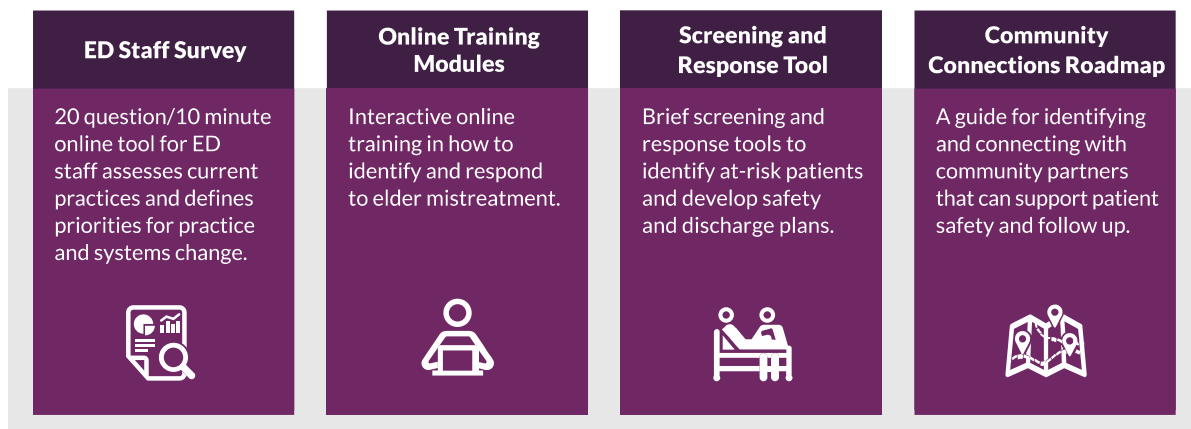 ED Staff Survey
20 question/10 minute
online tool for ED
staff assesses current
practices and defines
priorities for practice
and systems change.
Online Training
Modules
Interactive online
training in how to
identify and respond
to elder mistreatment.
Screening and
Response Tool
Brief screening and
response tools to
identify at-risk patients
and develop safety
and discharge plans.
Community
Connections Roadmap
A guide for identifying
and connecting with
community partners
that can support patient
safety and follow up.